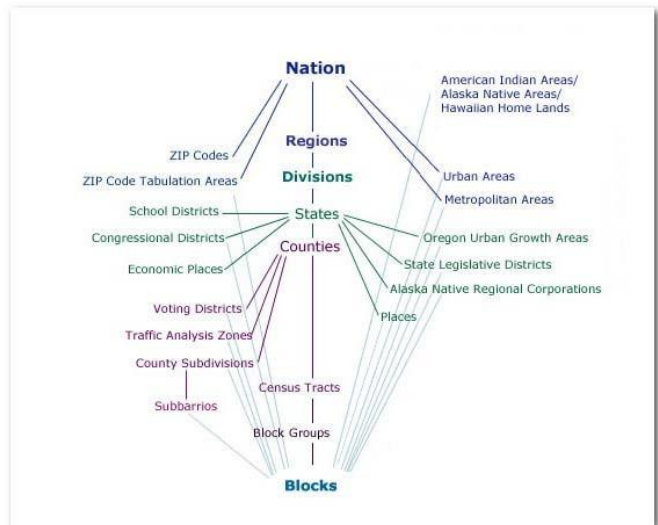 Nation
American Indian Areas/
Alaska Native Areas/
Hawaiian Home Lands
Regions
ZIP Codes
Divisions
ZIP Code Tabulation Areas
Urban Areas
Metropolitan Areas
School Districts
States
Congressional Districts
Oregon Urban Growth Areas
Counties
State Legislative Districts
Economic Places
Alaska Native Regional Corporations
Voting Districts
Places
Traffic Analysis Zones
County Subdivisions
Census Tracts
Subbarrios
Block Groups
Blocks